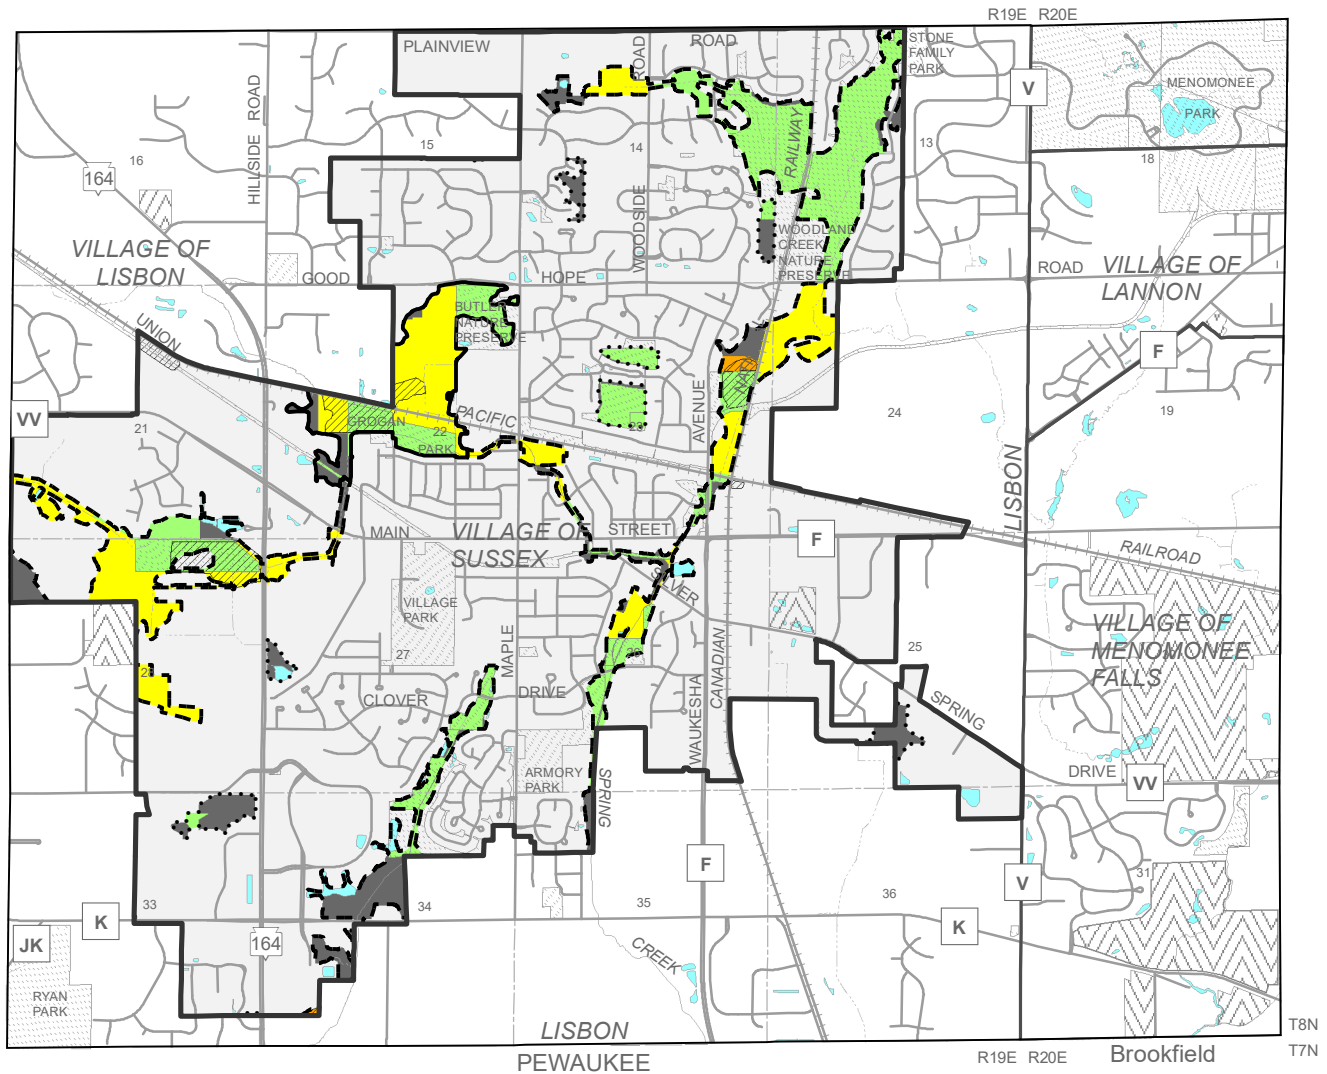 R19E R20E
PLAINVIEW
ROAD
ROAD
STONE
FAMILY
PARK
V
MENOMONEE
PARK
HILLSIDE ROAD
16
15
14
13
18
164
RAILWAY
WOODSIDE
VILLAGE OF
LISBON
WOODLAND
CREEK
NATURE
PRESERVE
GOOD
HOPE
ROAD
VILLAGE OF
LANNON
UNION
BUTLER
NATURE
PRESERVE
F
VV
21
GROGAN
22
PARK
PACIFIC
23
AVENUE
24
19
LISBON
MAIN
VILLAGE OF
SUSSEX
STREET
F
RAILROAD
SILVER
VILLAGE
PARK
VILLAGE OF
MENOMONEE
FALLS
28
27
26
25
MAPLE
CLOVER
DRIVE
WAUKESHA
CANADIAN
SPRING
DRIVE
VV
ARMORY
PARK
SPRING
F
V
31
33
34
35
36
K
K
JK
164
CREEK
RYAN
PARK
LISBON
PEWAUKEE
R19E R20E
Brookfield
T8N
T7N